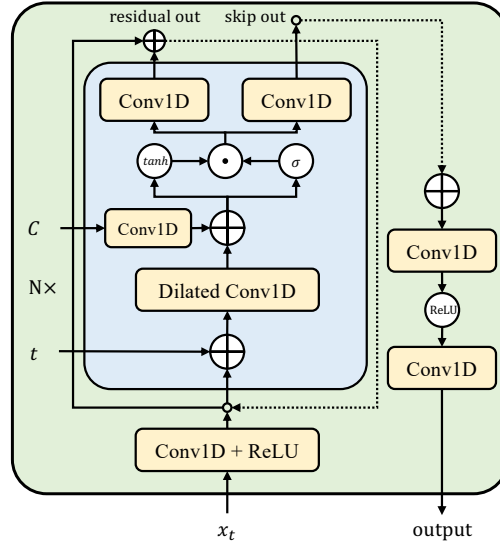 residual out
skip out
Conv1D
Conv1D
tanh
σ
C
Conv1D
Conv1D
N×
Dilated Conv1D
ReLU
t
Conv1D
Conv1D + ReLU
x_t
output